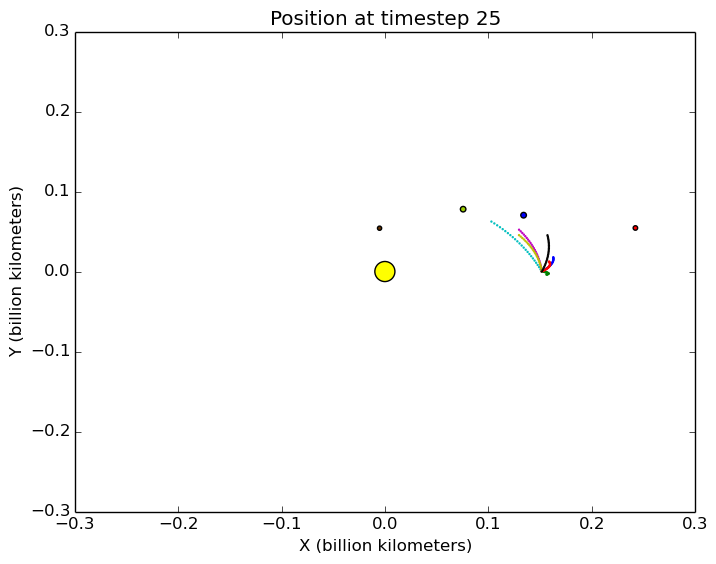 Position at timestep 25
0.3
0.2
0.1
0.0
−0.1
−0.2
−0.3
Y (billion kilometers)
−0.3 −0.2 −0.1 0.0 0.1 0.2 0.3
X (billion kilometers)